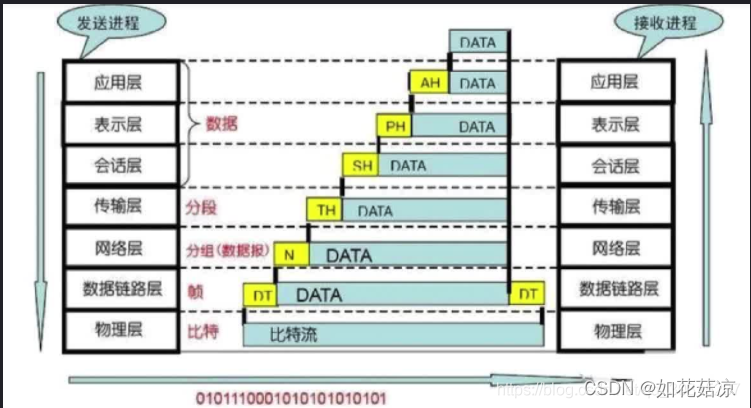 发送进程
接收进程
DATA
应用层
AH
DATA
应用层
表示层
数据
PH
DATA
表示层
会话层
SH
DATA
会话层
传输层
分段
TH
DATA
传输层
网络层
分组(数据报)
N
DATA
网络层
数据链路层
帧
DT
DATA
DT
数据链路层
物理层
比特
比特流
物理层
010111000101010101010101
https://blog.c
CSDN @如花菇凉